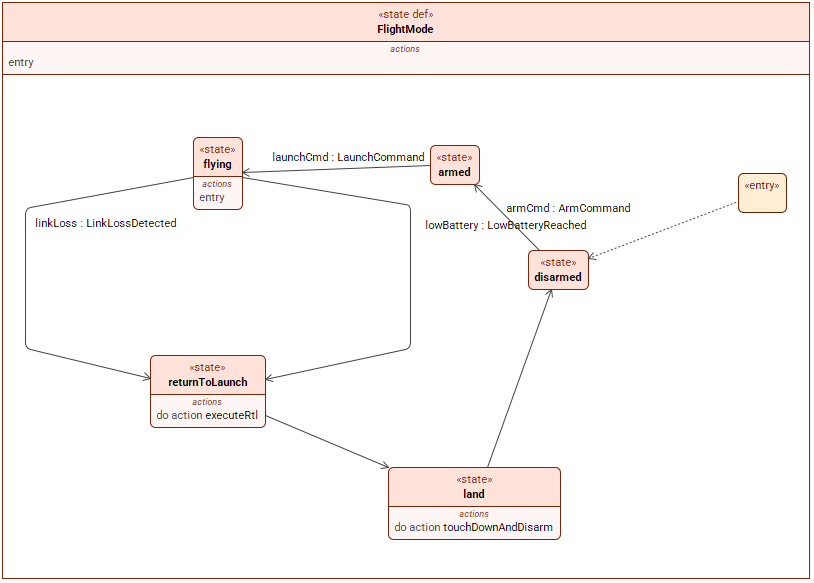 «state def»
FlightMode
actions
entry
«state»
flying
actions
entry
launchCmd : LaunchCommand
«state»
armed
«entry»
armCmd : ArmCommand
linkLoss : LinkLossDetected
lowBattery : LowBatteryReached
«state»
disarmed
«state»
returnToLaunch
actions
do action executeRtl
«state»
land
actions
do action touchDownAndDisarm